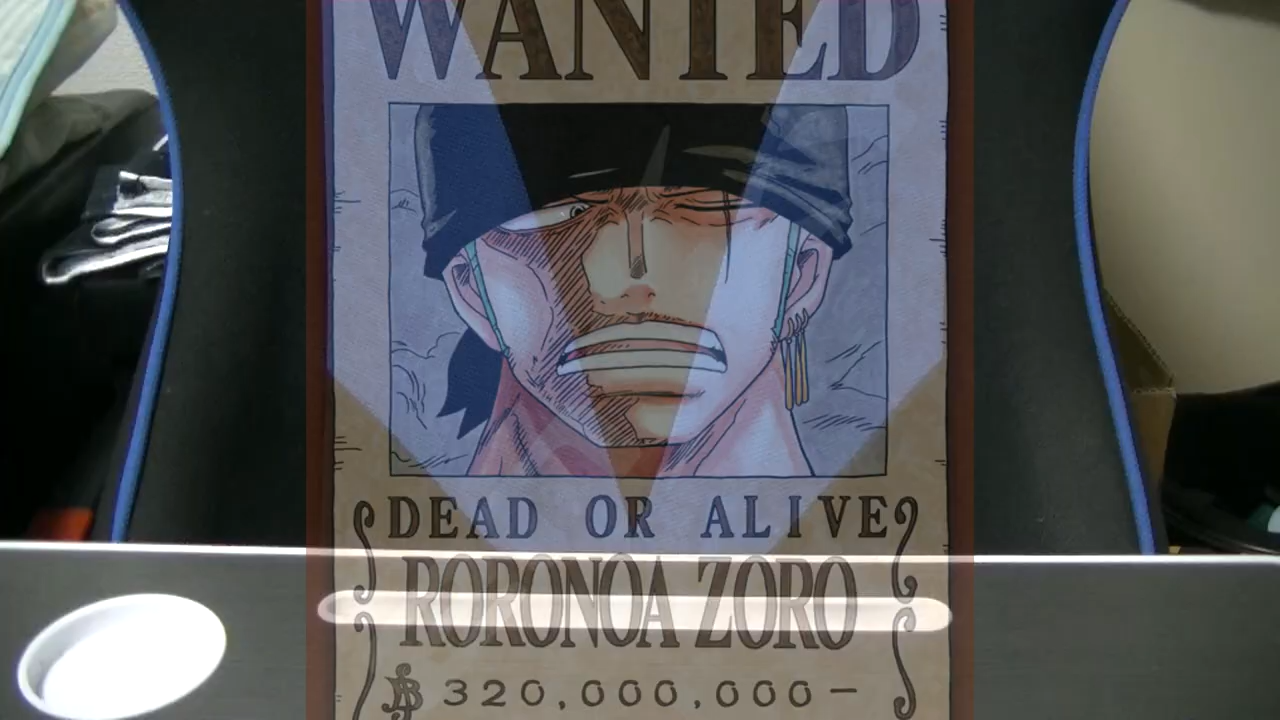 WANTED
DEAD OR ALIVE
RORONOA ZORO
฿320,000,000-